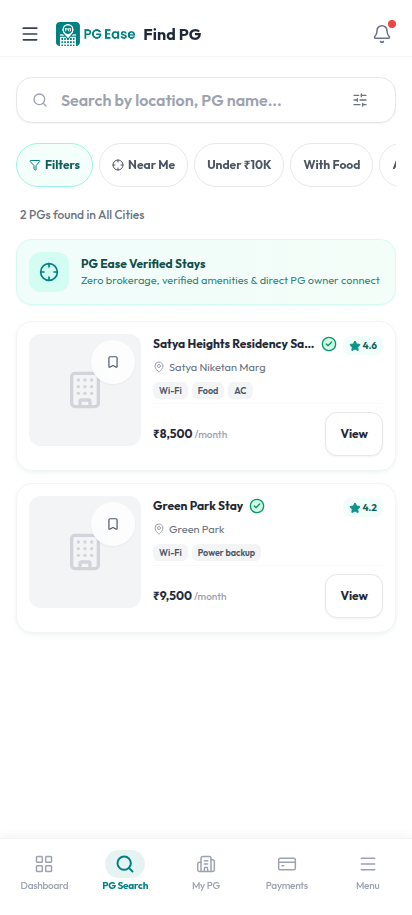 PG Ease Find PG
Search by location, PG name...
Filters Near Me Under ₹10K With Food
2 PGs found in All Cities
PG Ease Verified Stays
Zero brokerage, verified amenities & direct PG owner connect
Satya Heights Residency Sa... 4.6
Satya Niketan Marg
Wi-Fi Food AC
₹8,500 /month View
Green Park Stay 4.2
Green Park
Wi-Fi Power backup
₹9,500 /month View
Dashboard PG Search My PG Payments Menu